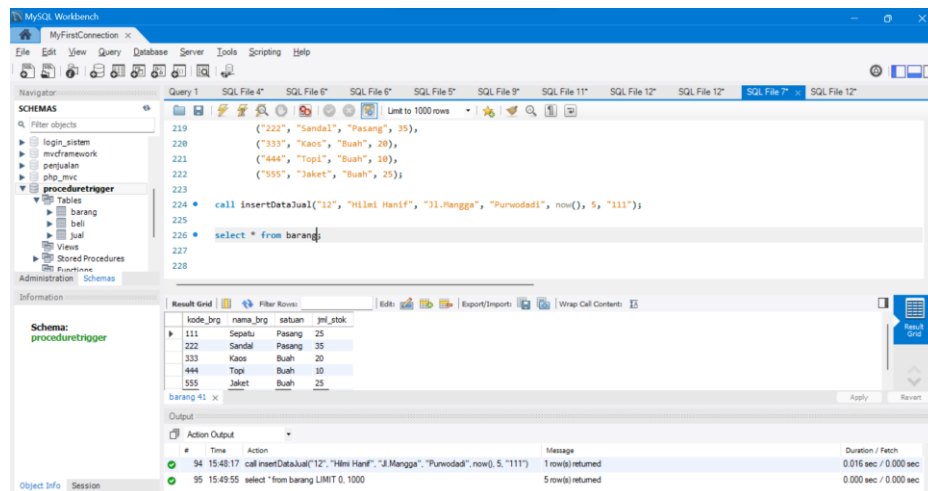 MySQL Workbench
MyFirstConnection ×
File Edit View Query Database Server Tools Scripting Help
Navigator
Query 1 SQL File 4* SQL File 6* SQL File 6* SQL File 5* SQL File 9* SQL File 11* SQL File 12* SQL File 12* SQL File 7* × SQL File 12*
SCHEMAS
Filter objects
login_sistem
mvcframework
penjualan
php_mvc
proceduretrigger
Tables
barang
beli
jual
Views
Stored Procedures
Functions
Administration Schemas
Information
Schema:
proceduretrigger
Object Info Session
Limit to 1000 rows
219 ("222", "Sandal", "Pasang", 35),
220 ("333", "Kaos", "Buah", 20),
221 ("444", "Topi", "Buah", 10),
222 ("555", "Jaket", "Buah", 25);
223
224 call insertDataJual("12", "Hilmi Hanif", "Jl.Mangga", "Purwodadi", now(), 5, "111");
225
226 select * from barang;
227
228
Result Grid Filter Rows: Edit: Export/Import: Wrap Cell Content:
kode_brg nama_brg satuan jml_stok
111 Sepatu Pasang 25
222 Sandal Pasang 35
333 Kaos Buah 20
444 Topi Buah 10
555 Jaket Buah 25
Result Grid
barang 41 × Apply Revert
Output
Action Output
# Time Action Message Duration / Fetch
94 15:48:17 call insertDataJual("12", "Hilmi Hanif", "Jl.Mangga", "Purwodadi", now(), 5, "111") 1 row(s) returned 0.016 sec / 0.000 sec
95 15:49:55 select * from barang LIMIT 0, 1000 5 row(s) returned 0.000 sec / 0.000 sec